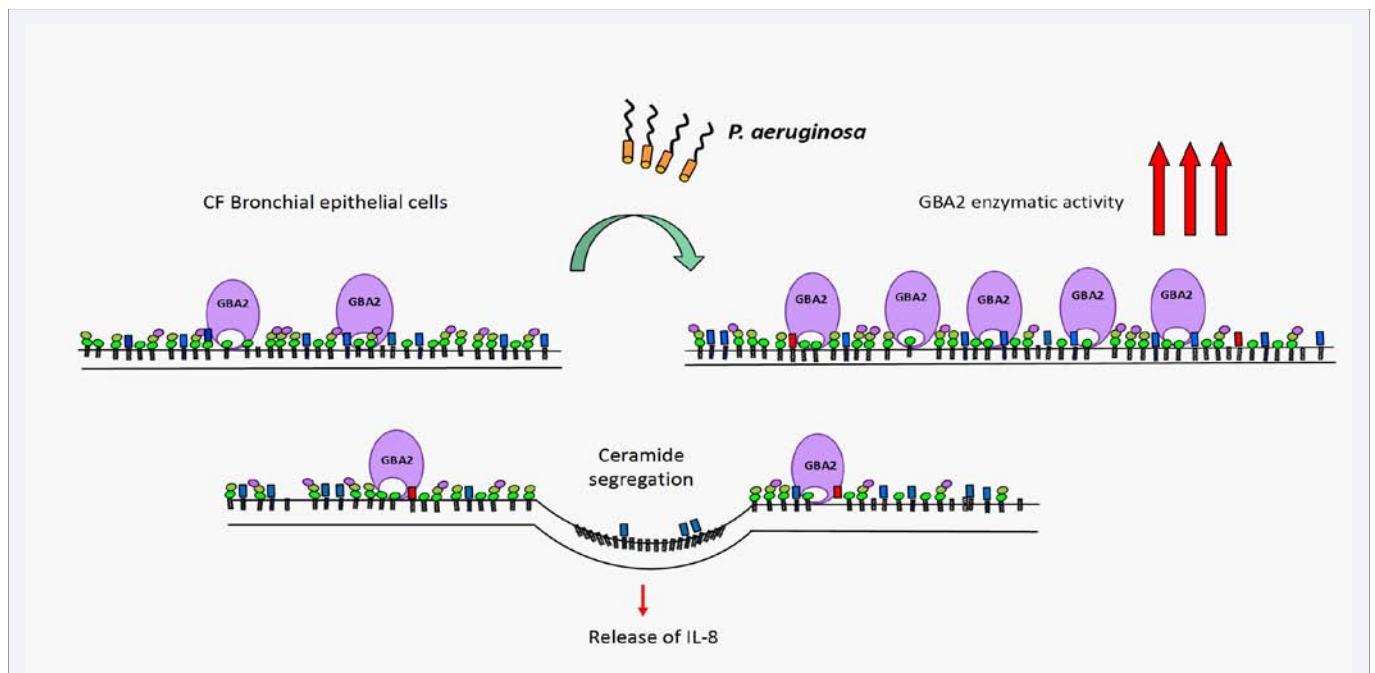 P. aeruginosa
CF Bronchial epithelial cells
GBA2 enzymatic activity
GBA2
GBA2
GBA2
GBA2
GBA2
GBA2
GBA2
GBA2
Ceramide
segregation
GBA2
Release of IL-8